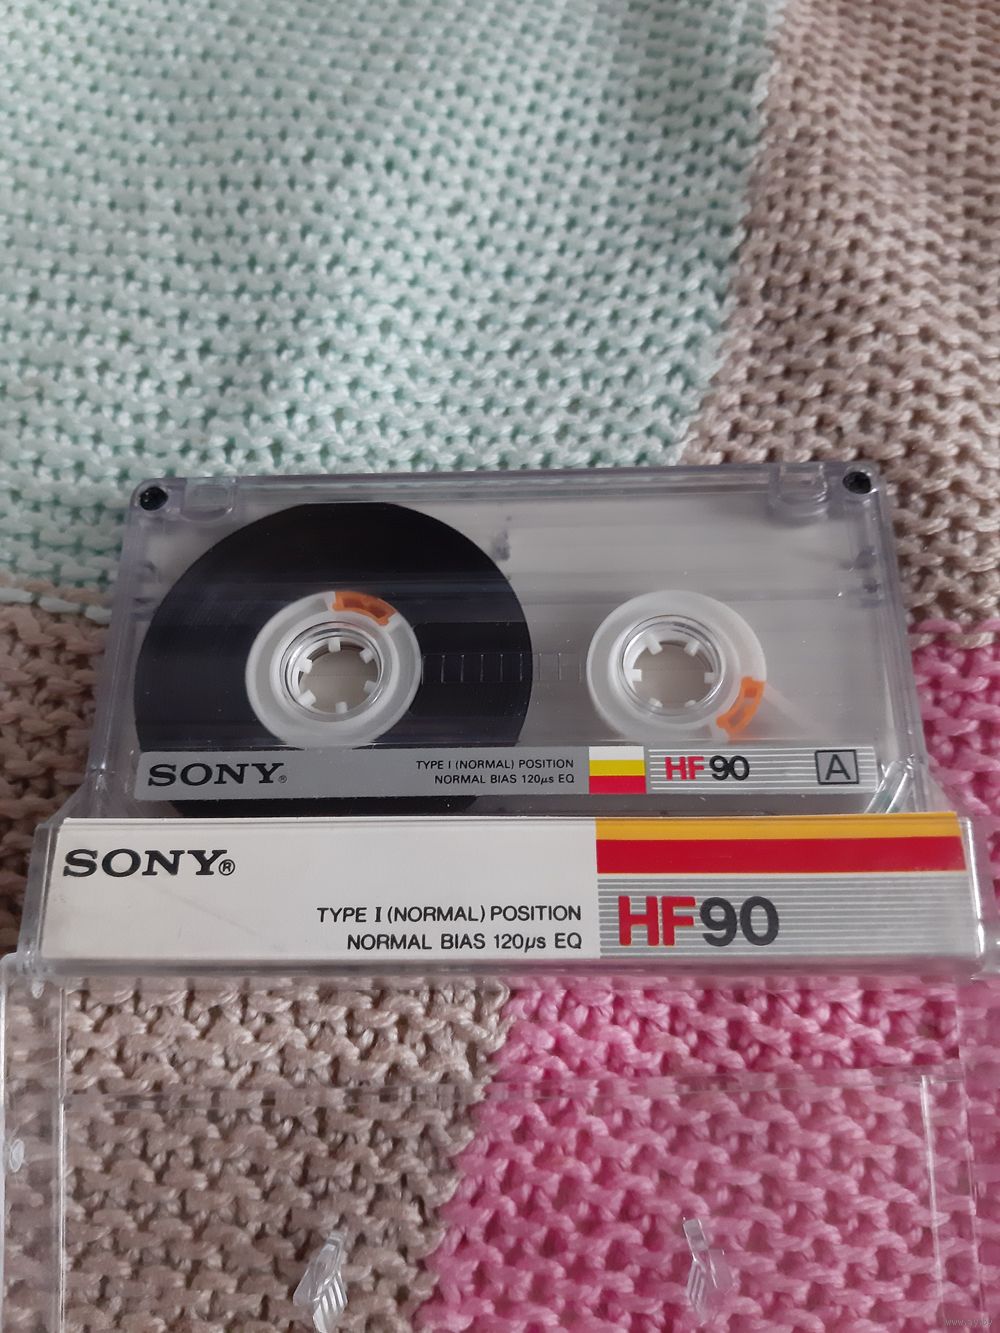 SONY®
TYPE I (NORMAL) POSITION
NORMAL BIAS 120μs EQ
HF 90
A
SONY®
TYPE I (NORMAL) POSITION
NORMAL BIAS 120μs EQ
HF90